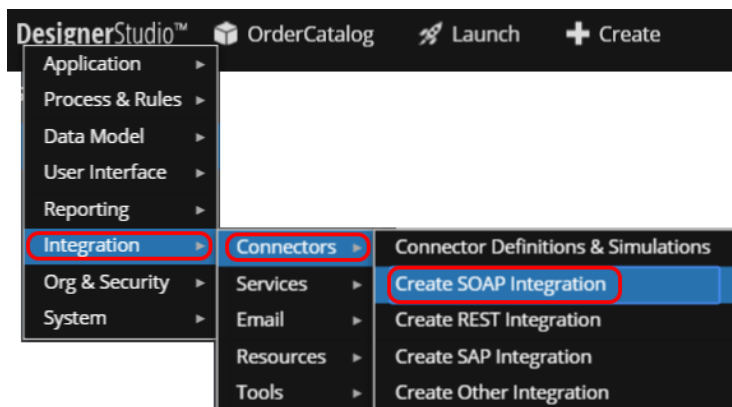 DesignerStudio™ OrderCatalog Launch Create
Application
Process & Rules
Data Model
User Interface
Reporting
Integration Connectors Connector Definitions & Simulations
Org & Security Services Create SOAP Integration
System Email Create REST Integration
Resources Create SAP Integration
Tools Create Other Integration